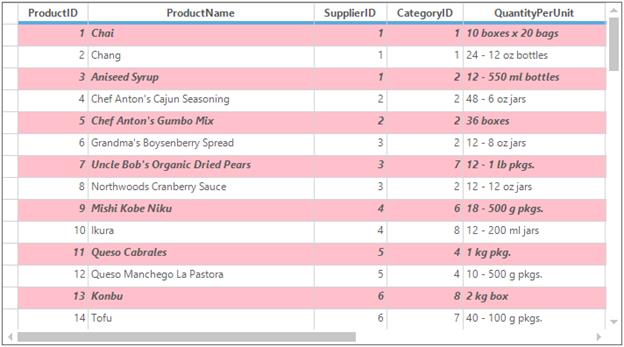 ProductID ProductName SupplierID CategoryID QuantityPerUnit
1 Chai 1 1 10 boxes x 20 bags
2 Chang 1 1 24 - 12 oz bottles
3 Aniseed Syrup 1 2 12 - 550 ml bottles
4 Chef Anton's Cajun Seasoning 2 2 48 - 6 oz jars
5 Chef Anton's Gumbo Mix 2 2 36 boxes
6 Grandma's Boysenberry Spread 3 2 12 - 8 oz jars
7 Uncle Bob's Organic Dried Pears 3 7 12 - 1 lb pkgs.
8 Northwoods Cranberry Sauce 3 2 12 - 12 oz jars
9 Mishi Kobe Niku 4 6 18 - 500 g pkgs.
10 Ikura 4 8 12 - 200 ml jars
11 Queso Cabrales 5 4 1 kg pkg.
12 Queso Manchego La Pastora 5 4 10 - 500 g pkgs.
13 Konbu 6 8 2 kg box
14 Tofu 6 7 40 - 100 g pkgs.